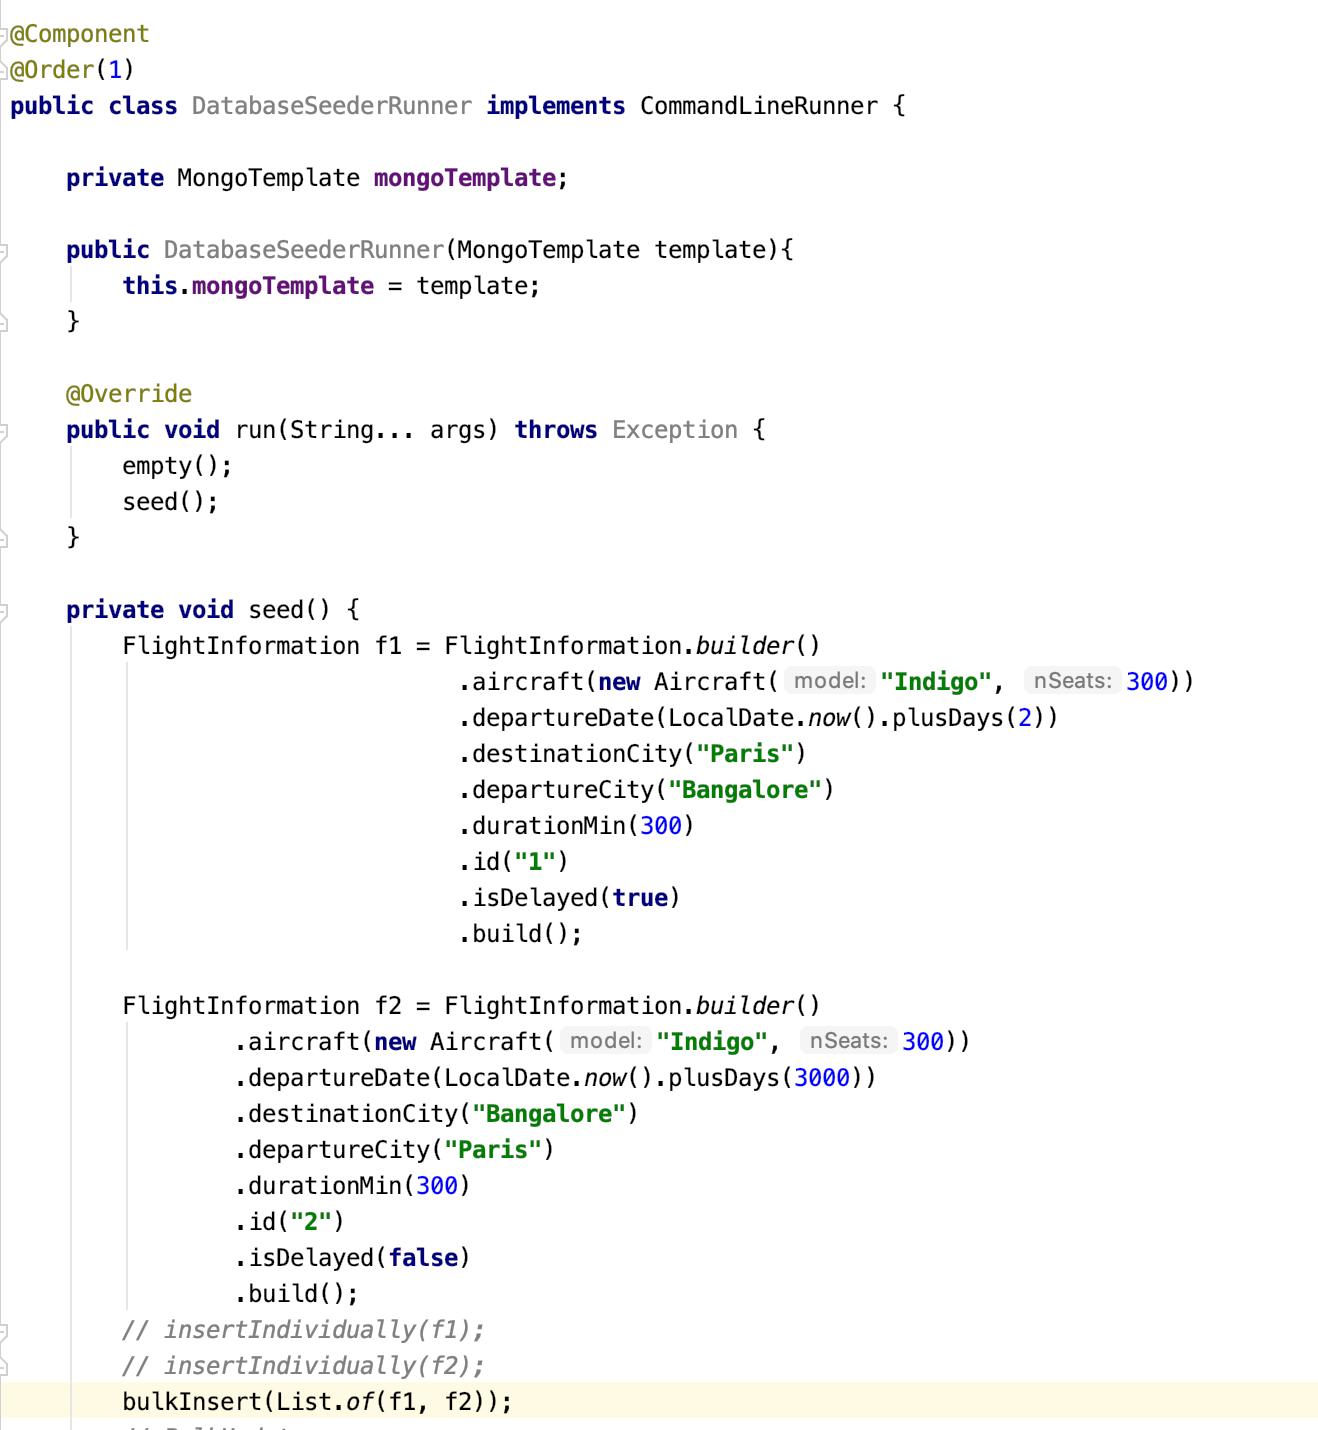 @Component
@Order(1)
public class DatabaseSeederRunner implements CommandLineRunner {
private MongoTemplate mongoTemplate;
public DatabaseSeederRunner(MongoTemplate template){
this.mongoTemplate = template;
}
@Override
public void run(String... args) throws Exception {
empty();
seed();
}
private void seed() {
FlightInformation f1 = FlightInformation.builder()
.aircraft(new Aircraft( model: "Indigo", nSeats: 300))
.departureDate(LocalDate.now().plusDays(2))
.destinationCity("Paris")
.departureCity("Bangalore")
.durationMin(300)
.id("1")
.isDelayed(true)
.build();
FlightInformation f2 = FlightInformation.builder()
.aircraft(new Aircraft( model: "Indigo", nSeats: 300))
.departureDate(LocalDate.now().plusDays(3000))
.destinationCity("Bangalore")
.departureCity("Paris")
.durationMin(300)
.id("2")
.isDelayed(false)
.build();
// insertIndividually(f1);
// insertIndividually(f2);
bulkInsert(List.of(f1, f2));